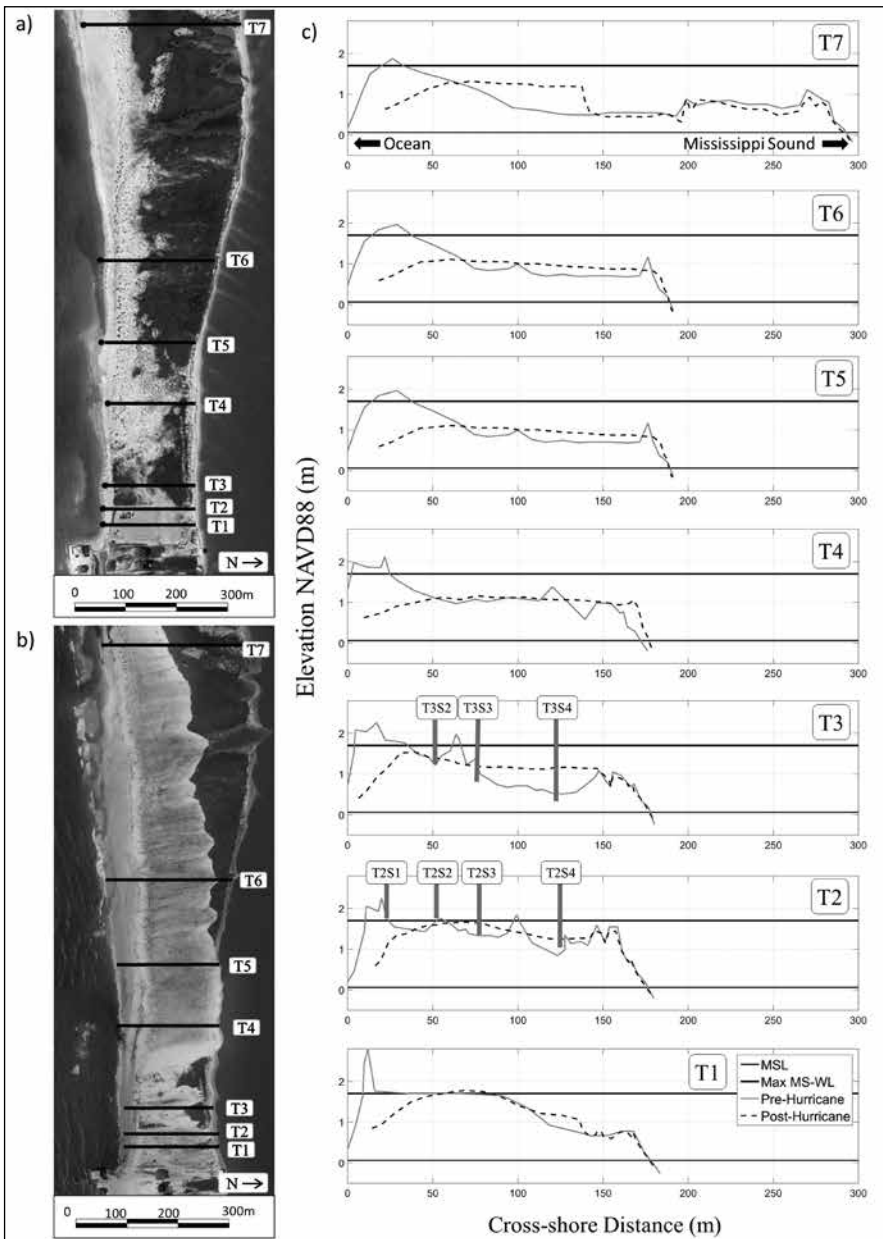 a)
T7
T6
T5
T4
T3
T2
T1
N
0 100 200 300m
b)
T7
T6
T5
T4
T3
T2
T1
N
0 100 200 300m
c)
Elevation NAVD88 (m)
T7
2
1
0
Ocean
Mississippi Sound
0 50 100 150 200 250 300
T6
2
1
0
0 50 100 150 200 250 300
T5
2
1
0
0 50 100 150 200 250 300
T4
2
1
0
0 50 100 150 200 250 300
T3S2 T3S3 T3S4
T3
2
1
0
0 50 100 150 200 250 300
T2S1 T2S2 T2S3 T2S4
T2
2
1
0
0 50 100 150 200 250 300
T1
MSL
Max MS-WL
Pre-Hurricane
Post-Hurricane
2
1
0
0 50 100 150 200 250 300
Cross-shore Distance (m)